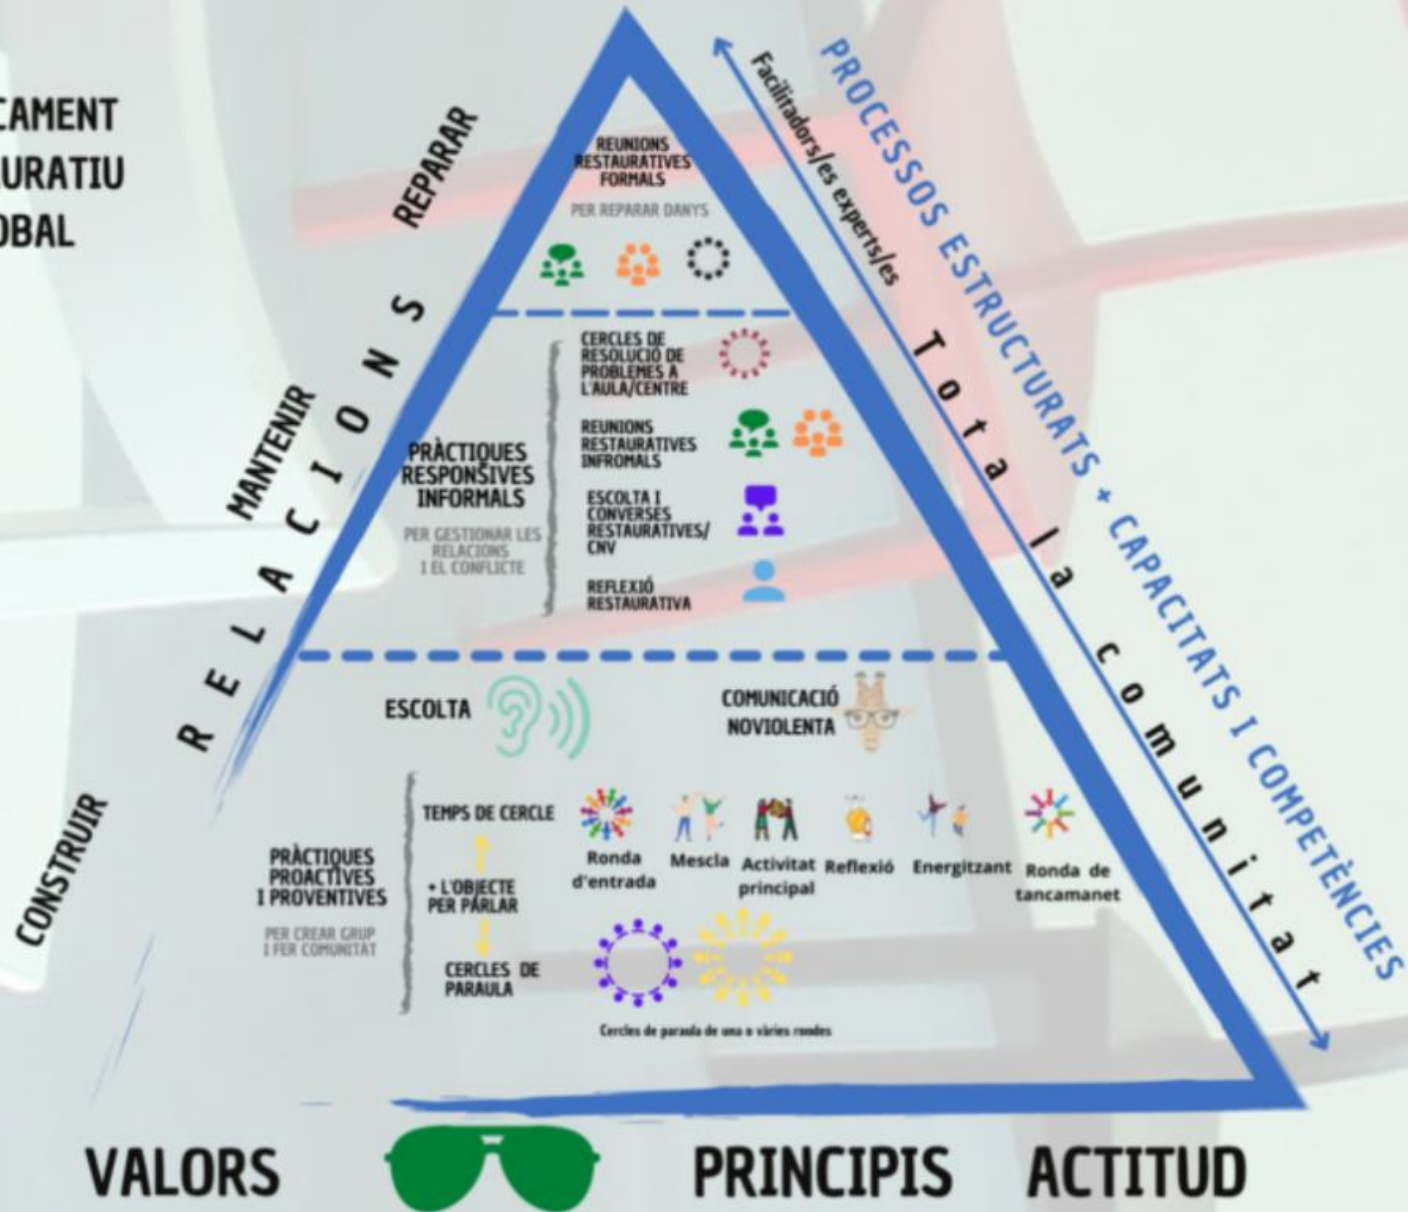 CAMENT
URATIU
OBAL
REPARAR
MANTENIR
CONSTRUIR
RELACIONS
PROCESSOS ESTRUCTURATS + CAPACITATS I COMPETÈNCIES
Facilitadors/es experts/es
Tota la comunitat
REUNIONS
RESTAURATIVES
FORMALS
PER REPARAR DANYS
PRÀCTIQUES
RESPONSIVES
INFORMALS
PER GESTIONAR LES
RELACIONS
I EL CONFLICTE
CERCLES DE
RESOLUCIÓ DE
PROBLEMES A
L'AULA/CENTRE
REUNIONS
RESTAURATIVES
INFROMALS
ESCOLTA I
CONVERSES
RESTAURATIVES/
CNV
REFLEXIÓ
RESTAURATIVA
ESCOLTA
COMUNICACIÓ
NOVIOLENTA
PRÀCTIQUES
PROACTIVES
I PROVENTIVES
PER CREAR GRUP
I FER COMUNITAT
TEMPS DE CERCLE
+ L'OBJECTE
PER PARLAR
CERCLES DE
PARAULA
Ronda
d'entrada
Mescla
Activitat
principal
Reflexió
Energitzant
Ronda de
tancamanet
Cercles de paraula de una o vàries rondes
VALORS
PRINCIPIS
ACTITUD